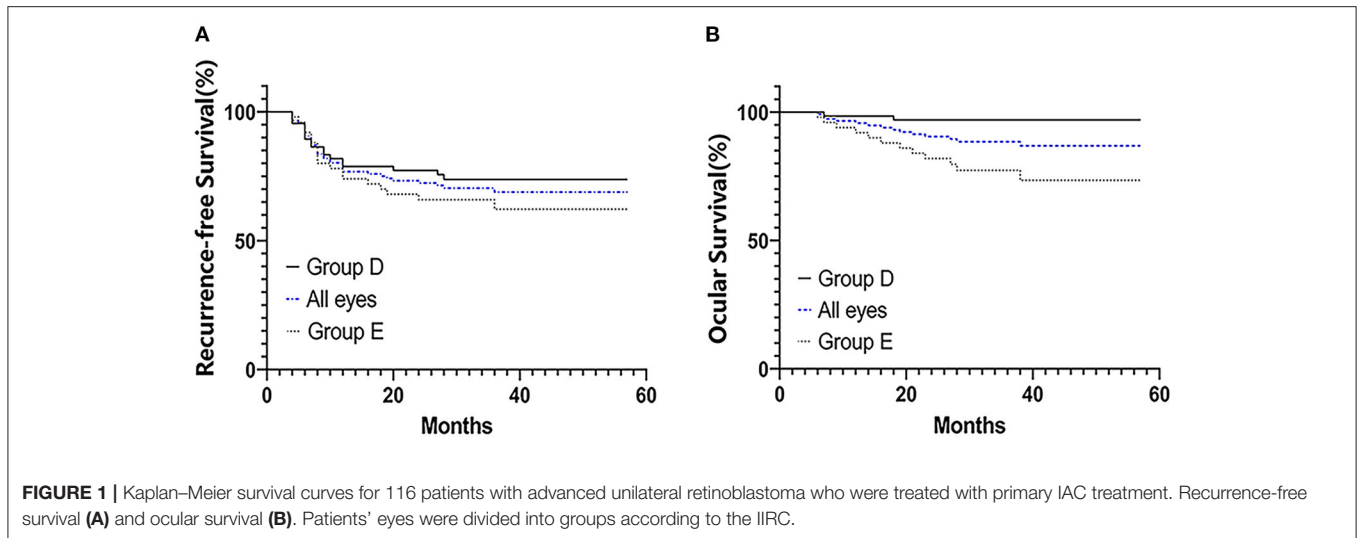 A
Recurrence-free Survival(%)
100
50
0
Group D
All eyes
Group E
0 20 40 60
Months
B
Ocular Survival(%)
100
50
0
Group D
All eyes
Group E
0 20 40 60
Months
FIGURE 1 | Kaplan–Meier survival curves for 116 patients with advanced unilateral retinoblastoma who were treated with primary IAC treatment. Recurrence-free
survival (A) and ocular survival (B). Patients' eyes were divided into groups according to the IIRC.